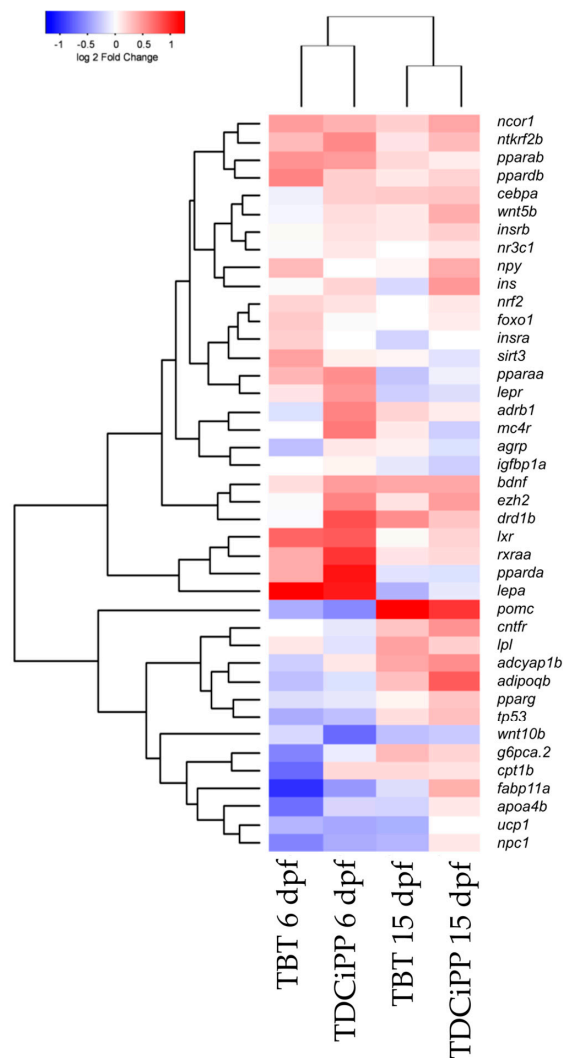 -1 -0.5 0 0.5 1
log 2 Fold Change
ncor1
ntkrf2b
pparab
ppardb
cebpa
wnt5b
insrb
nr3c1
npy
ins
nrf2
foxo1
insra
sirt3
pparaa
lepr
adrb1
mc4r
agrp
igfbp1a
bdnf
ezh2
drd1b
lxr
rxraa
pparda
lepa
pomc
cntfr
lpl
adcyap1b
adipoqb
pparg
tp53
wnt10b
g6pca.2
cpt1b
fabp11a
apoa4b
ucp1
npc1
TBT 6 dpf
TDCiPP 6 dpf
TBT 15 dpf
TDCiPP 15 dpf